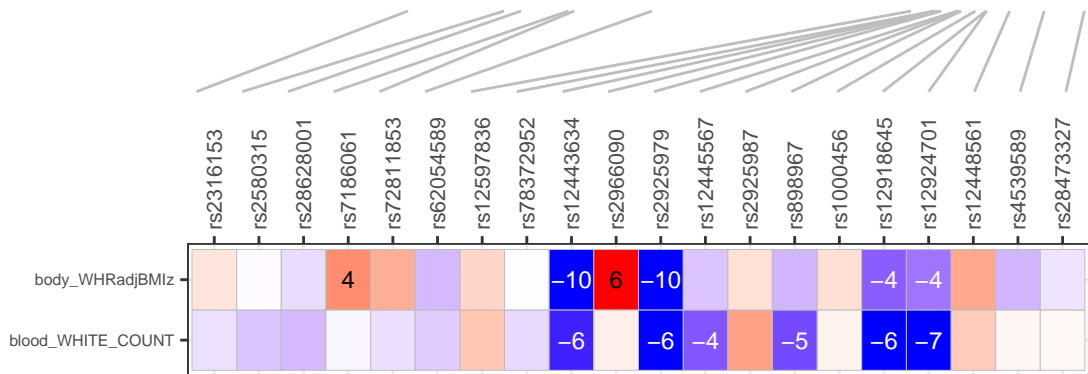 rs2316153 rs2580315 rs28628001 rs7186061 rs72811853 rs62054589 rs12597836 rs78372952 rs12443634 rs2966090 rs2925979 rs12445567 rs2925987 rs8989967 rs1000456 rs12918645 rs12924701 rs12448561 rs4539589 rs28473327
body_WHRadjBMIz 4 −10 6 −10 −4 −4
blood_WHITE_COUNT −6 −6 −4 −5 −6 −7